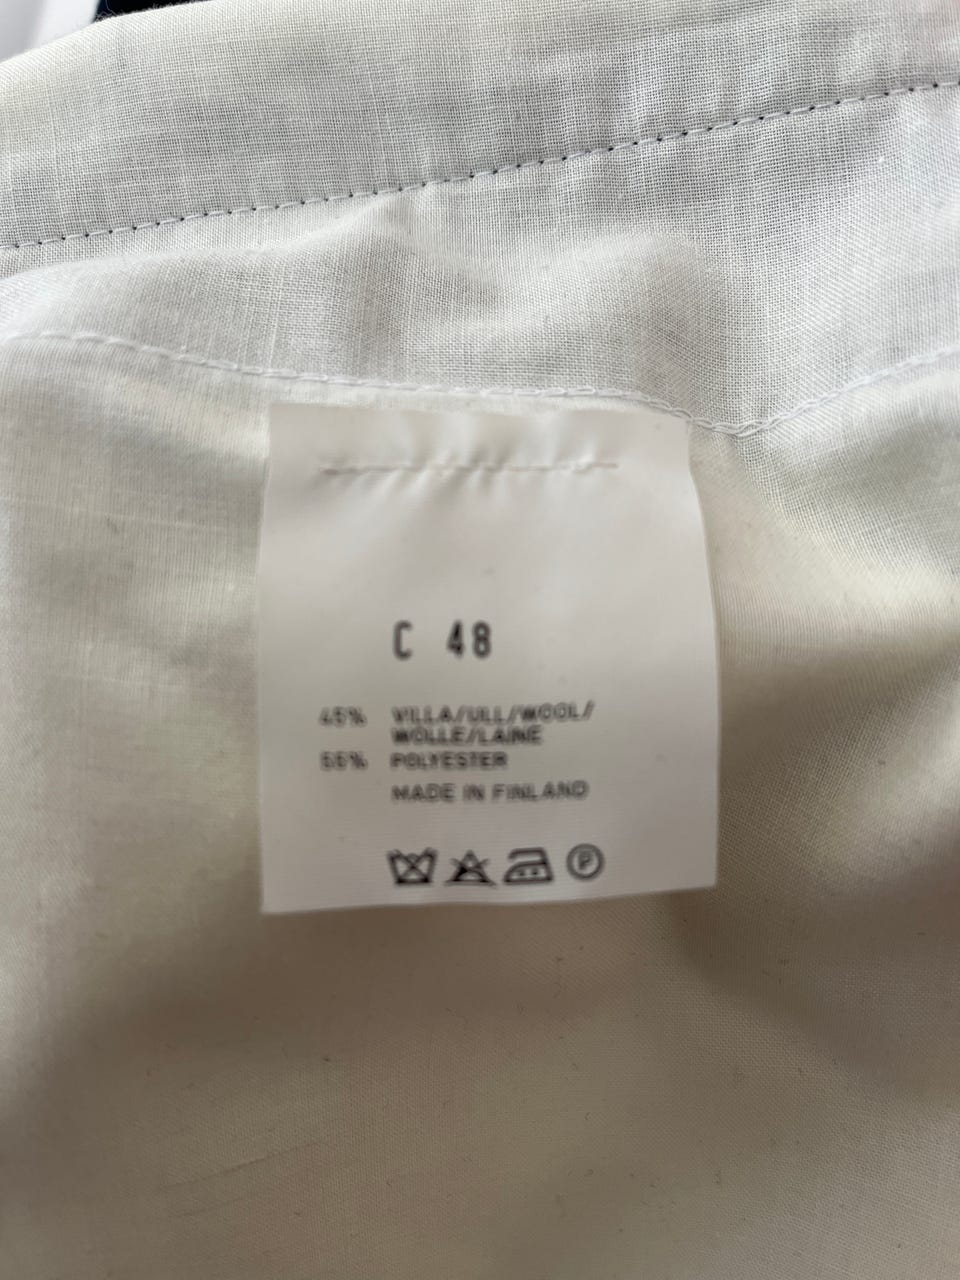 C 48
45% VILLA/ULL/WOOL/
WOLLE/LAINE
55% POLYESTER
MADE IN FINLAND
P